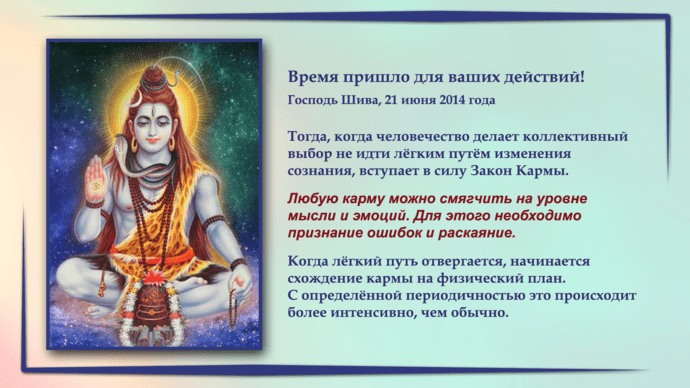 Время пришло для ваших действий!
Господь Шива, 21 июня 2014 года
Тогда, когда человечество делает коллективный
выбор не идти лёгким путём изменения
сознания, вступает в силу Закон Кармы.
Любую карму можно смягчить на уровне
мысли и эмоций. Для этого необходимо
признание ошибок и раскаяние.
Когда лёгкий путь отвергается, начинается
схождение кармы на физический план.
С определённой периодичностью это происходит
более интенсивно, чем обычно.